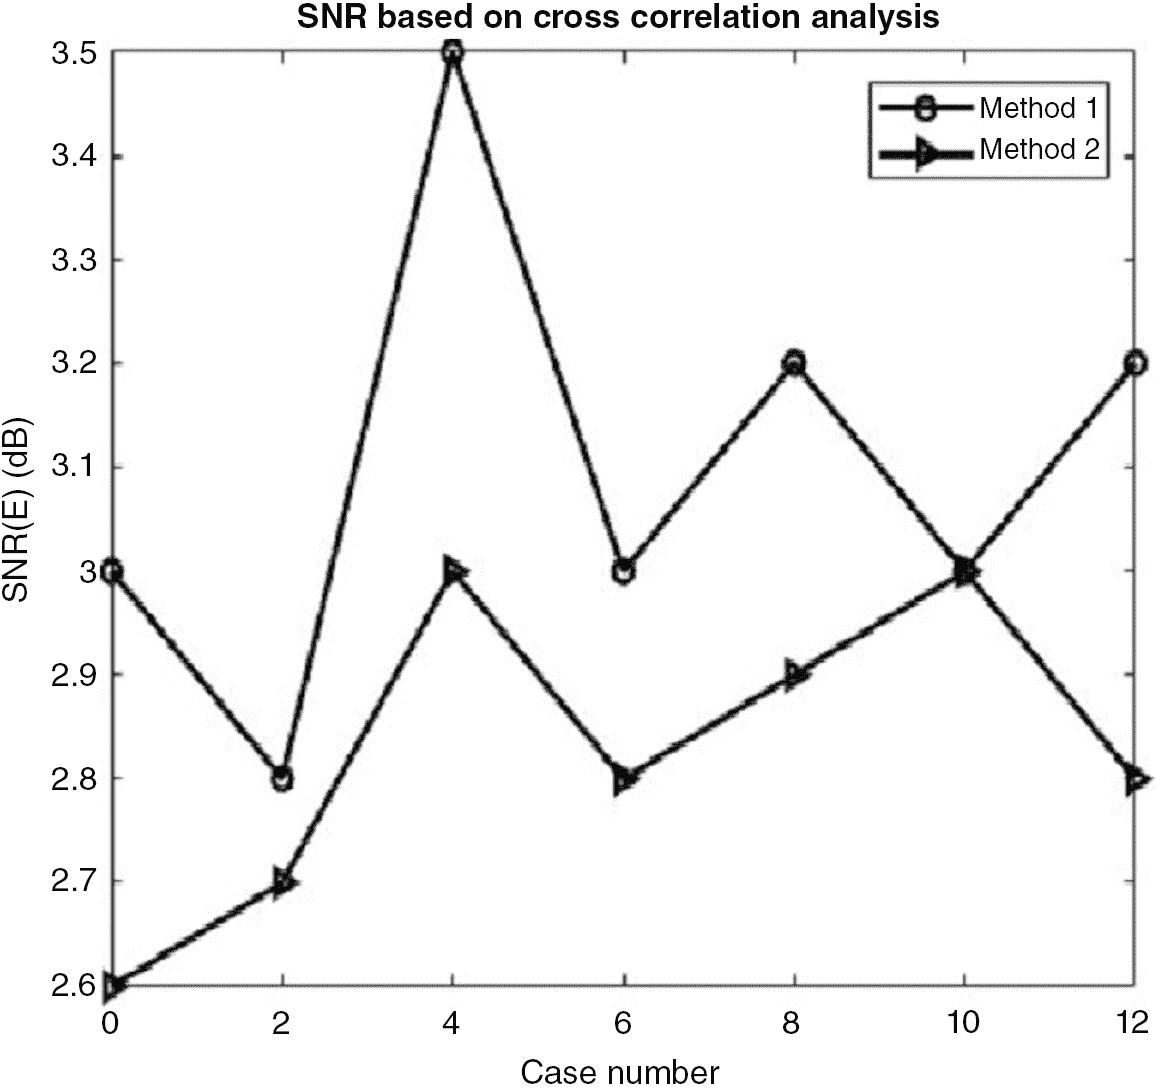 SNR based on cross correlation analysis
3.5
3.4
3.3
3.2
3.1
3
2.9
2.8
2.7
2.6
SNR(E) (dB)
Method 1
Method 2
0 2 4 6 8 10 12
Case number